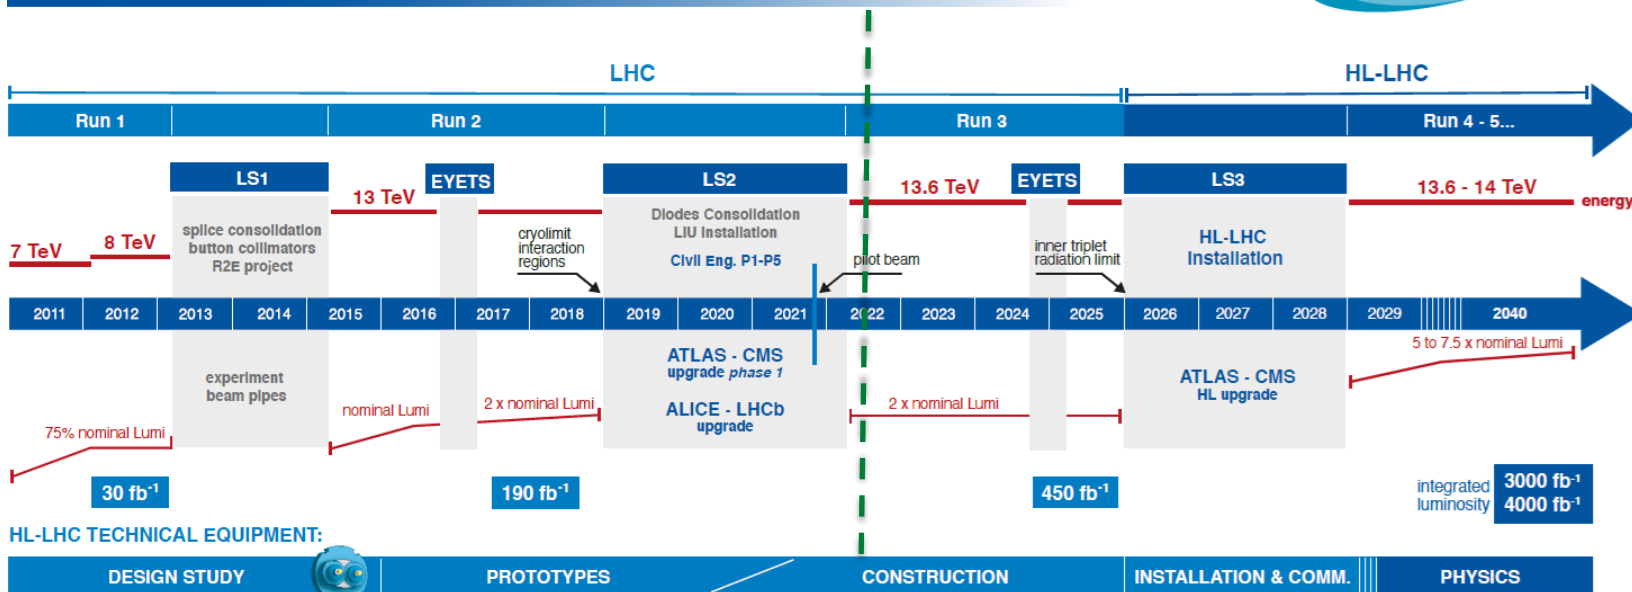 LHC
HL-LHC
Run 1
Run 2
Run 3
Run 4 - 5...
LS1
EYETS
LS2
EYETS
LS3
13 TeV
13.6 TeV
13.6 - 14 TeV
energy
7 TeV
8 TeV
splice consolidation
button collimators
R2E project
cryolimit
interaction
regions
Diodes Consolidation
LIU Installation
Civil Eng. P1-P5
pilot beam
inner triplet
radiation limit
HL-LHC
Installation
2011 2012 2013 2014 2015 2016 2017 2018 2019 2020 2021 2022 2023 2024 2025 2026 2027 2028 2029 2040
experiment
beam pipes
ATLAS - CMS
upgrade phase 1
ALICE - LHCb
upgrade
ATLAS - CMS
HL upgrade
5 to 7.5 x nominal Lumi
75% nominal Lumi
nominal Lumi
2 x nominal Lumi
2 x nominal Lumi
30 fb⁻¹
190 fb⁻¹
450 fb⁻¹
integrated
luminosity
3000 fb⁻¹
4000 fb⁻¹
HL-LHC TECHNICAL EQUIPMENT:
DESIGN STUDY
PROTOTYPES
CONSTRUCTION
INSTALLATION & COMM.
PHYSICS